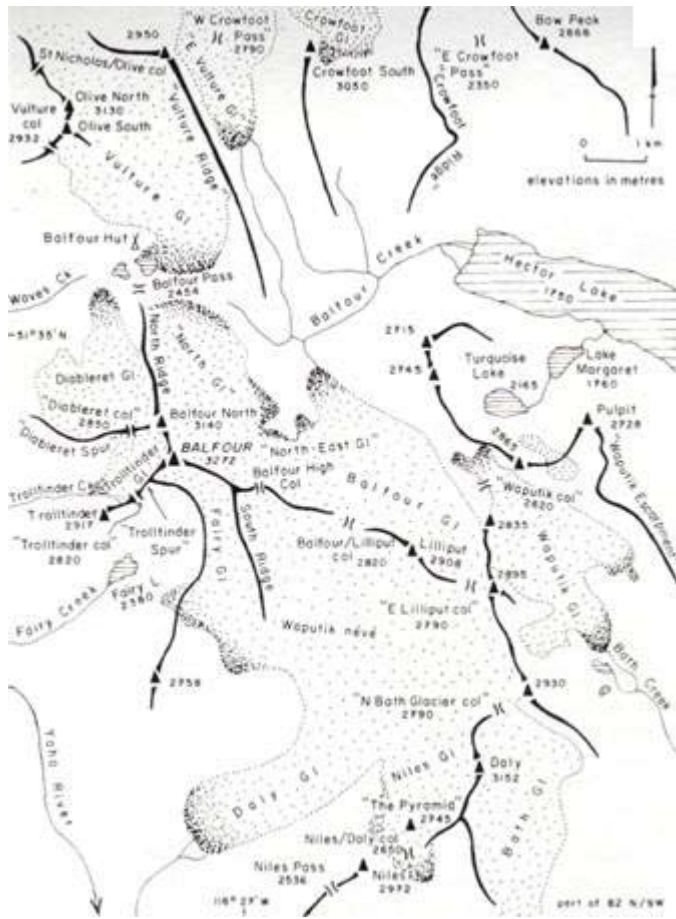 2950
"W Crowfoot
Pass"
2790
Crowfoot
Gl
Crowfoot South
3050
"E Crowfoot
Pass"
2350
Bow Peak
2868
St Nicholas/Olive col
"E Vulture Gl"
"Vulture Ridge"
"Crowfoot
Ridge"
Olive North
3130
Vulture
col
2932
Olive South
0 1 km
elevations in metres
Vulture Gl
Balfour Hut
Balfour Pass
2454
Waves Ck
Balfour Creek
Hector Lake
1750
51° 35' N
"North Ridge"
"North Gl"
Diableret Gl
2715
2745
Turquoise
Lake
2165
Lake
Margaret
1760
"Diableret col"
2850
Balfour North
3140
Pulpit
2728
"Diableret Spur"
BALFOUR
3272
"North-East Gl"
2865
Trolltinder Gl
Balfour High
Col
Balfour Gl
"Waputik col"
2620
"Waputik Escarpment"
Trolltinder Ck
Trolltinder
2917
"Trolltinder
Spur"
"Trolltinder col"
2820
Fairy Gl
South Ridge
Balfour/Lilliput
col
2820
Lilliput
2908
2835
Waputik Gl
Fairy L
2380
Fairy Creek
"E Lilliput col"
2790
2895
Waputik névé
Bath Creek
2758
"N Bath Glacier col"
2790
2930
Yoho River
Daly Gl
Niles Gl
Daly
3152
Bath Gl
"The Pyramid"
2745
Niles/Daly col
2650
Niles Pass
2536
Niles
2972
part of 82 N/NW